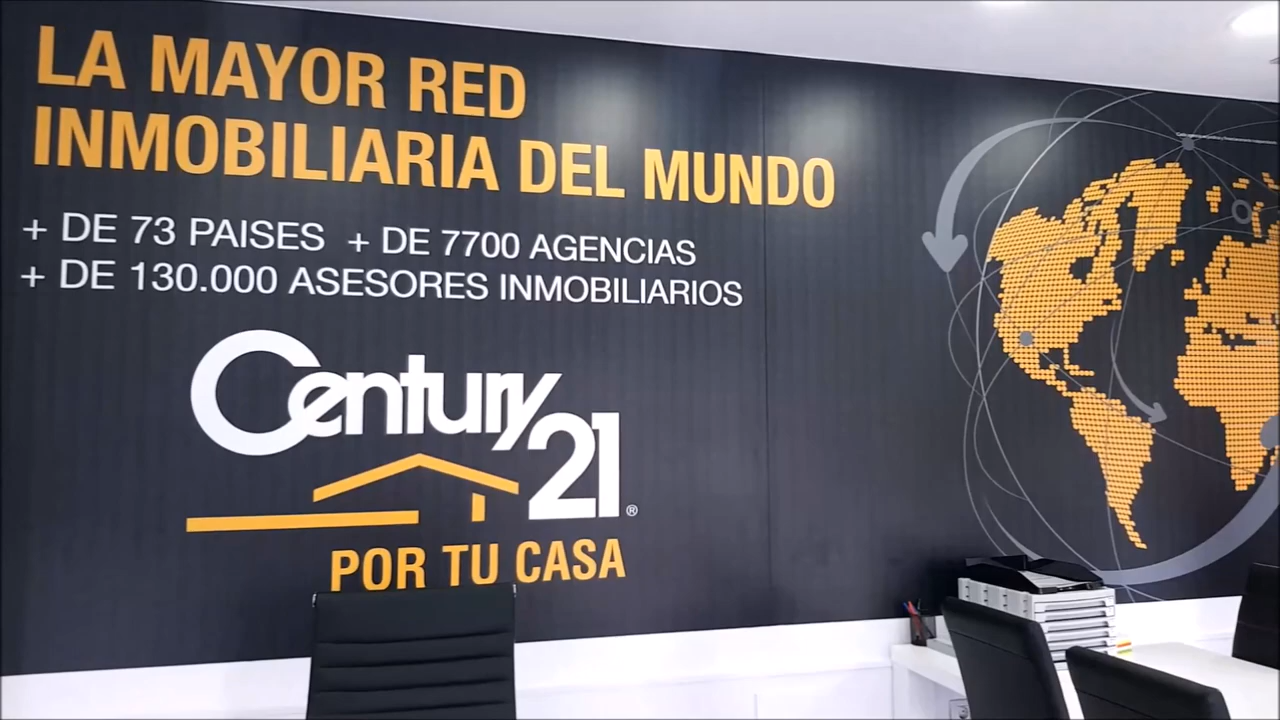 LA MAYOR RED
INMOBILIARIA DEL MUNDO
+ DE 73 PAISES + DE 7700 AGENCIAS
+ DE 130.000 ASESORES INMOBILIARIOS
Century
21®
POR TU CASA